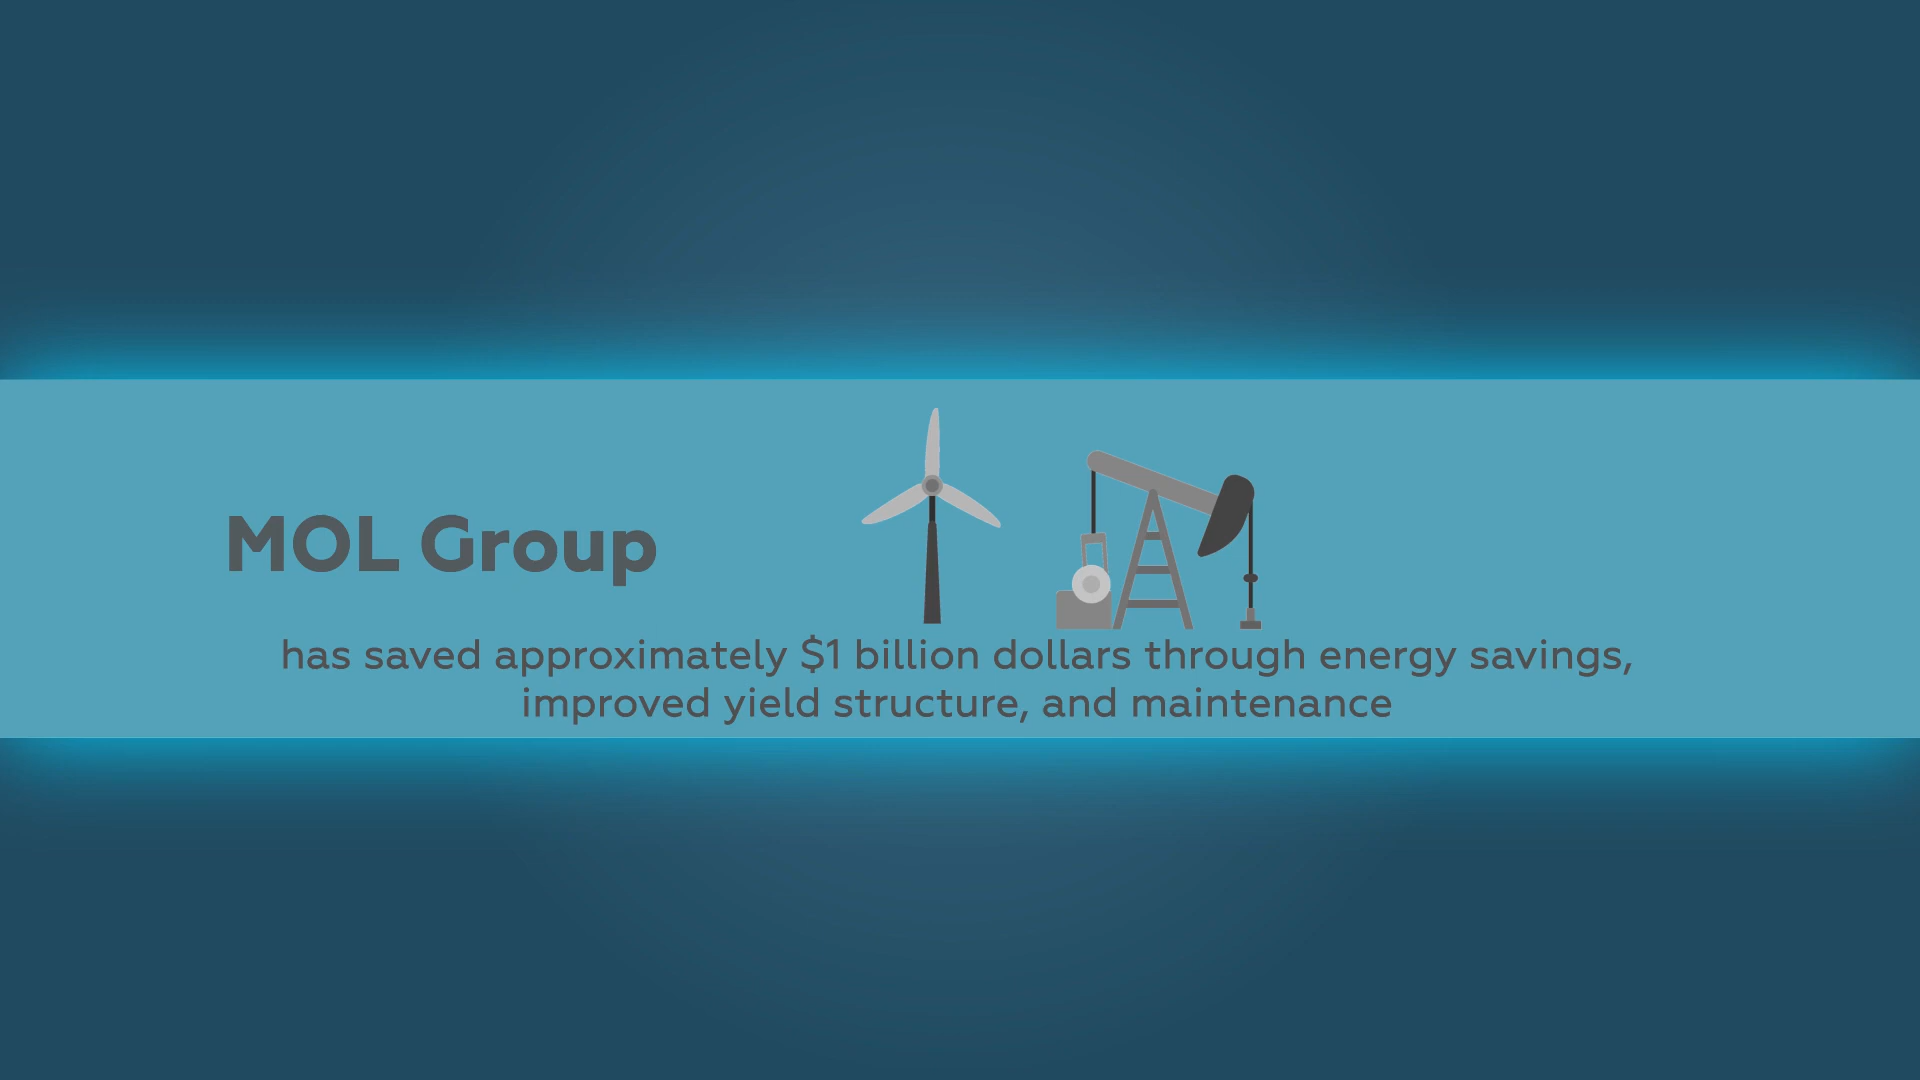 MOL Group
has saved approximately $1 billion dollars through energy savings,
improved yield structure, and maintenance